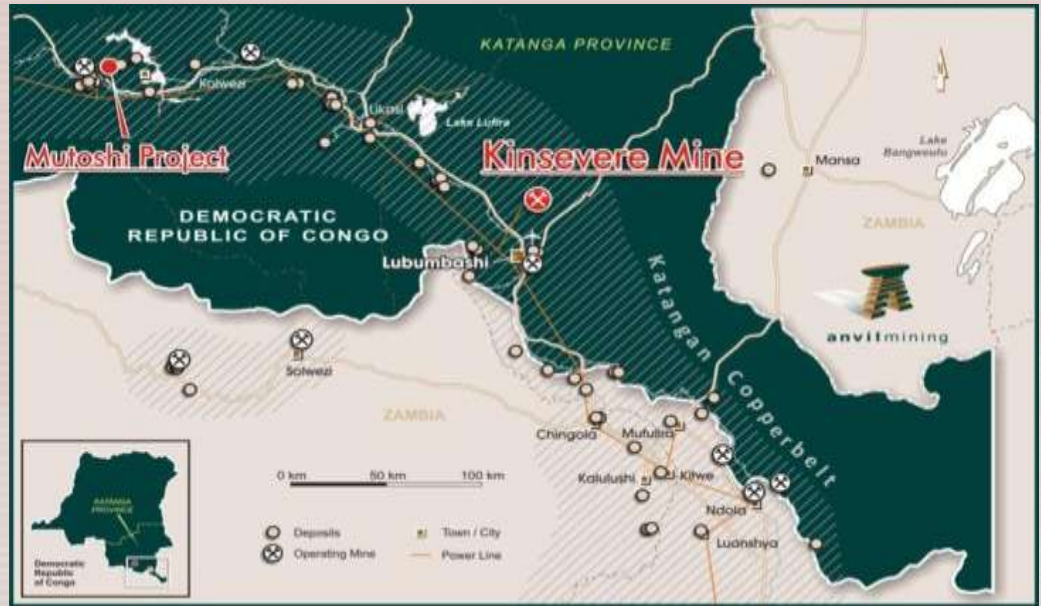 KATANGA PROVINCE
Kolwezi
Likasi
Lake Lufira
Mutoshi Project
Kinsevere Mine
Mansa
Lake
Bangweulu
DEMOCRATIC
REPUBLIC OF CONGO
ZAMBIA
Lubumbashi
Katangan Copperbelt
anvilmining
Solwezi
ZAMBIA
Chingola
Mufulira
Kalulushi
Kitwe
Ndola
Luanshya
0 km 50 km 100 km
Deposits
Town / City
Operating Mine
Power Line
KATANGA
PROVINCE
Democratic
Republic
of Congo